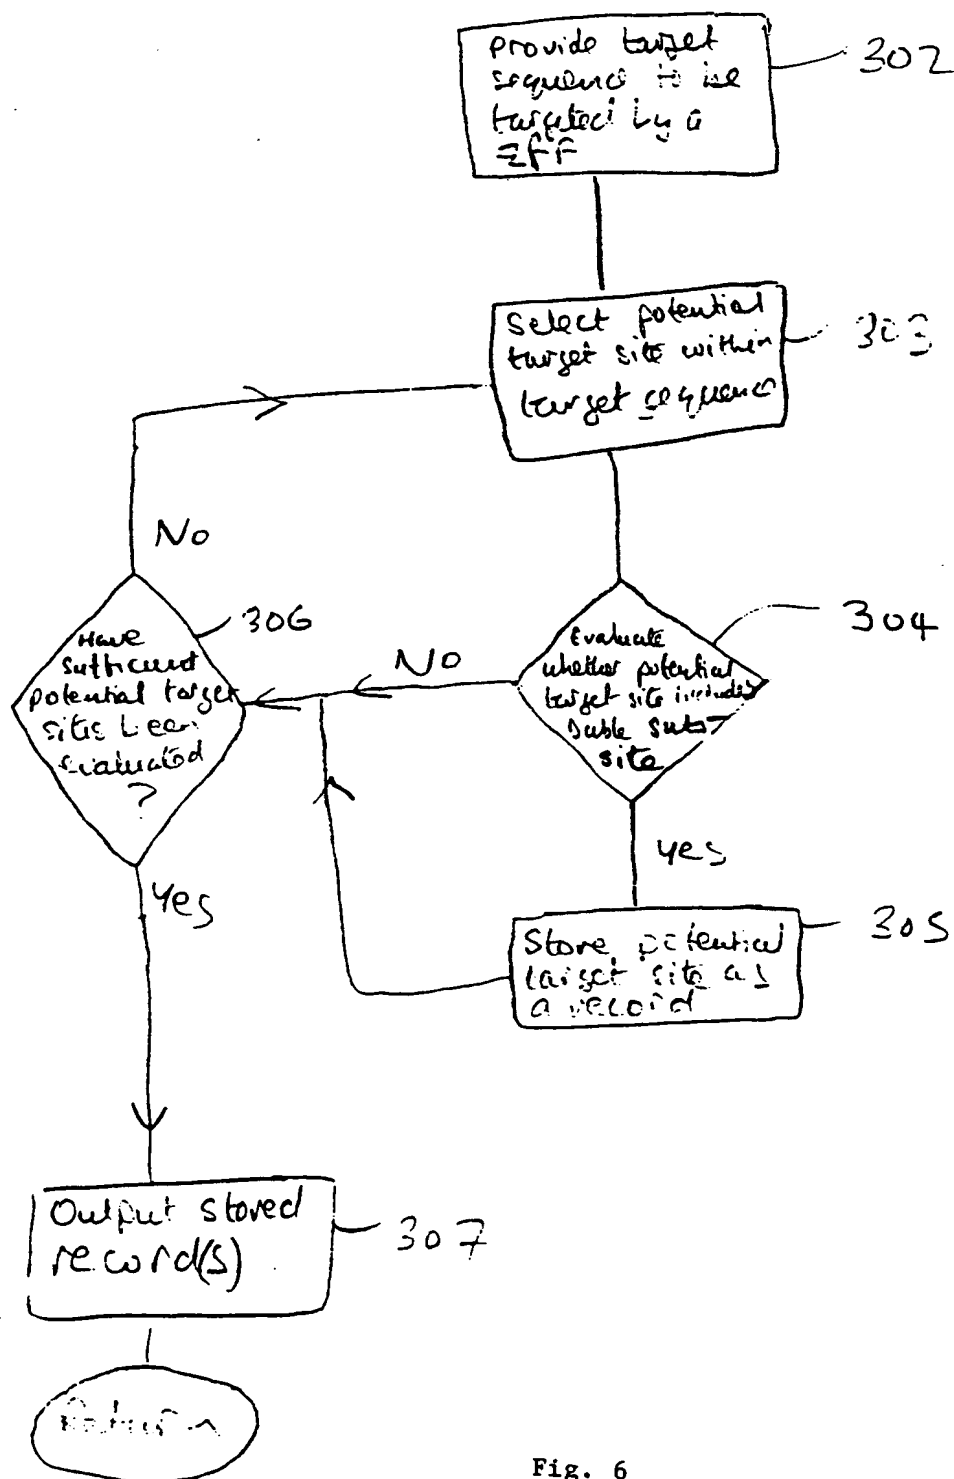 provide target
sequence to be
targeted by a
302
Select potential
target site within
target sequence
303
No
Have
sufficient
potential target
sites been
evaluated
?
306
No
Evaluate
whether potential
target site includes
site
304
yes
Yes
Store potential
target site as
a record
305
Output stored
record(s)
307
Return
Fig. 6